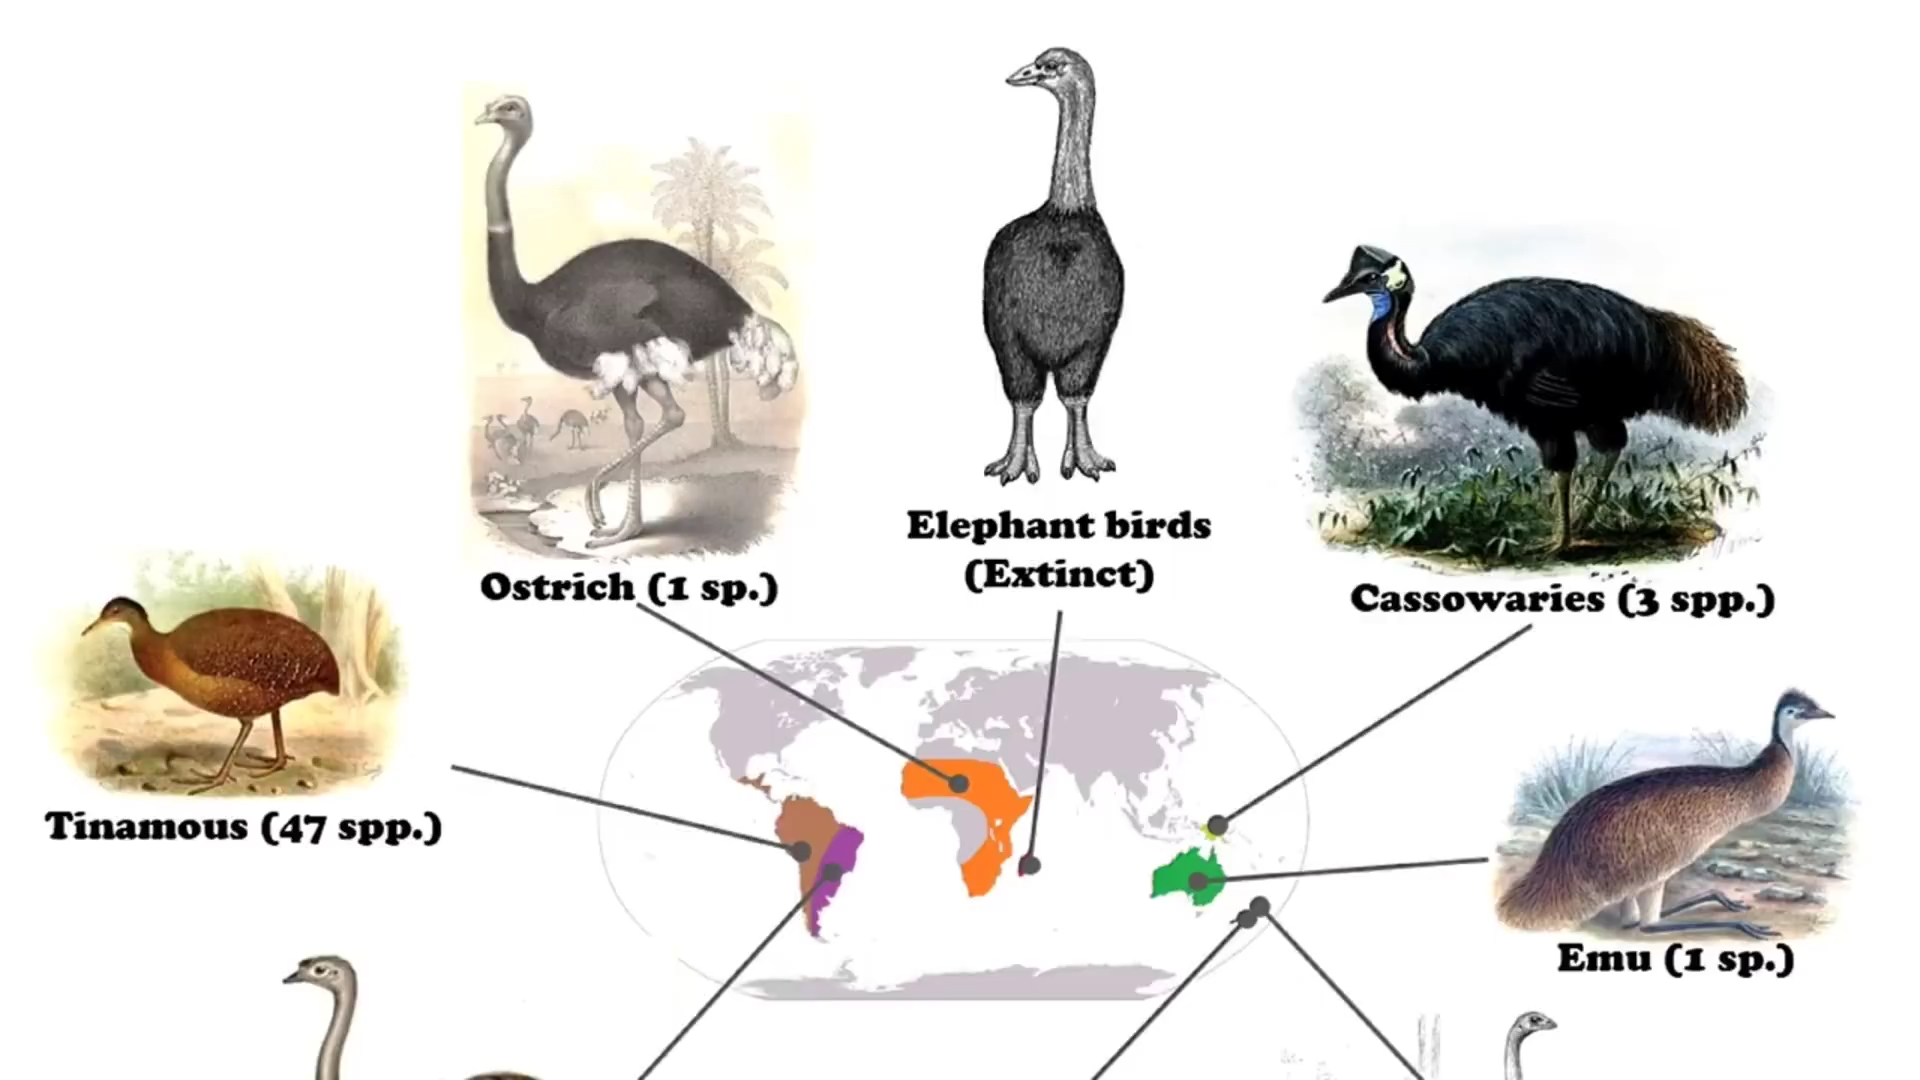 Elephant birds
(Extinct)
Ostrich (1 sp.)
Cassowaries (3 spp.)
Tinamous (47 spp.)
Emu (1 sp.)